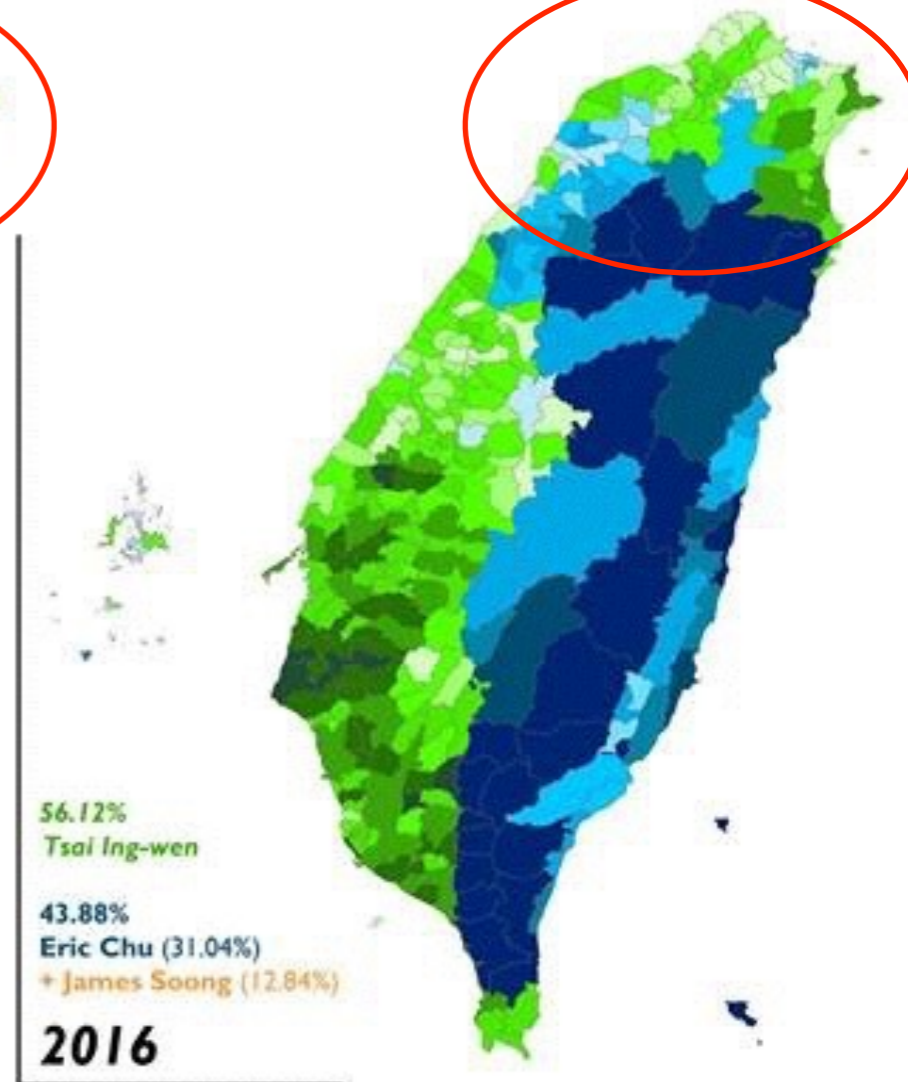 56.12%
Tsai Ing-wen
43.88%
Eric Chu (31.04%)
+ James Soong (12.84%)
2016